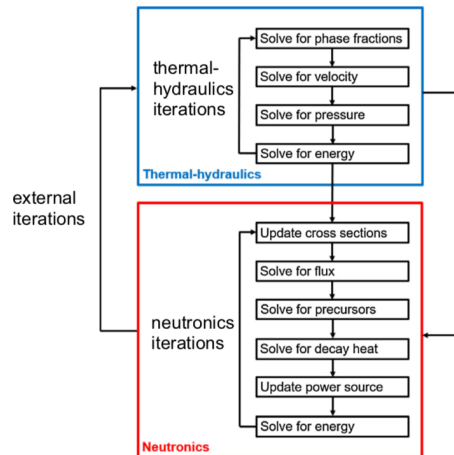 Solve for phase fractions
thermal-
hydraulics
iterations
Solve for velocity
Solve for pressure
Solve for energy
Thermal-hydraulics
external
iterations
Update cross sections
Solve for flux
Solve for precursors
neutronics
iterations
Solve for decay heat
Update power source
Solve for energy
Neutronics